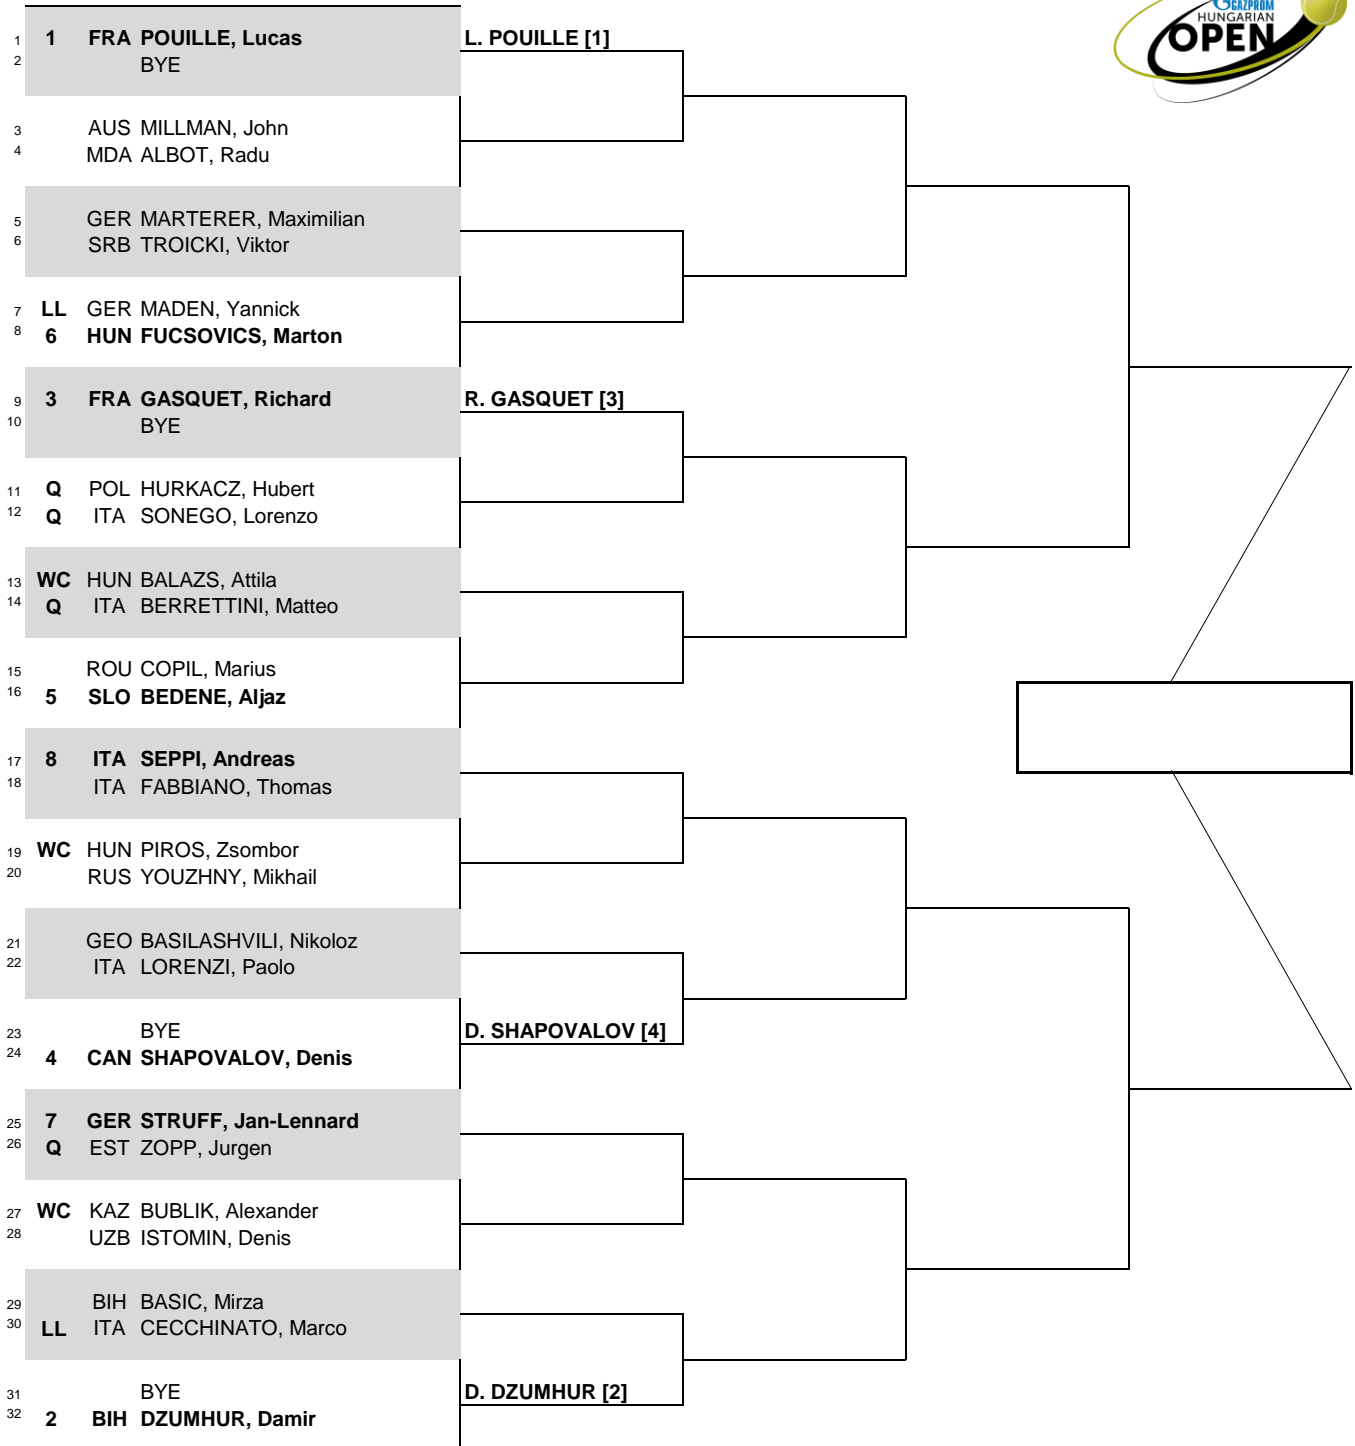 GAZPROM
HUNGARIAN
OPEN
1 1 FRA POUILLE, Lucas L. POUILLE [1]
2 BYE
3 AUS MILLMAN, John
4 MDA ALBOT, Radu
5 GER MARTERER, Maximilian
6 SRB TROICKI, Viktor
7 LL GER MADEN, Yannick
8 6 HUN FUCSOVICS, Marton
9 3 FRA GASQUET, Richard R. GASQUET [3]
10 BYE
11 Q POL HURKACZ, Hubert
12 Q ITA SONEGO, Lorenzo
13 WC HUN BALAZS, Attila
14 Q ITA BERRETTINI, Matteo
15 ROU COPIL, Marius
16 5 SLO BEDENE, Aljaz
17 8 ITA SEPPI, Andreas
18 ITA FABBIANO, Thomas
19 WC HUN PIROS, Zsombor
20 RUS YOUZHNY, Mikhail
21 GEO BASILASHVILI, Nikoloz
22 ITA LORENZI, Paolo
23 BYE D. SHAPOVALOV [4]
24 4 CAN SHAPOVALOV, Denis
25 7 GER STRUFF, Jan-Lennard
26 Q EST ZOPP, Jurgen
27 WC KAZ BUBLIK, Alexander
28 UZB ISTOMIN, Denis
29 BIH BASIC, Mirza
30 LL ITA CECCHINATO, Marco
31 BYE D. DZUMHUR [2]
32 2 BIH DZUMHUR, Damir